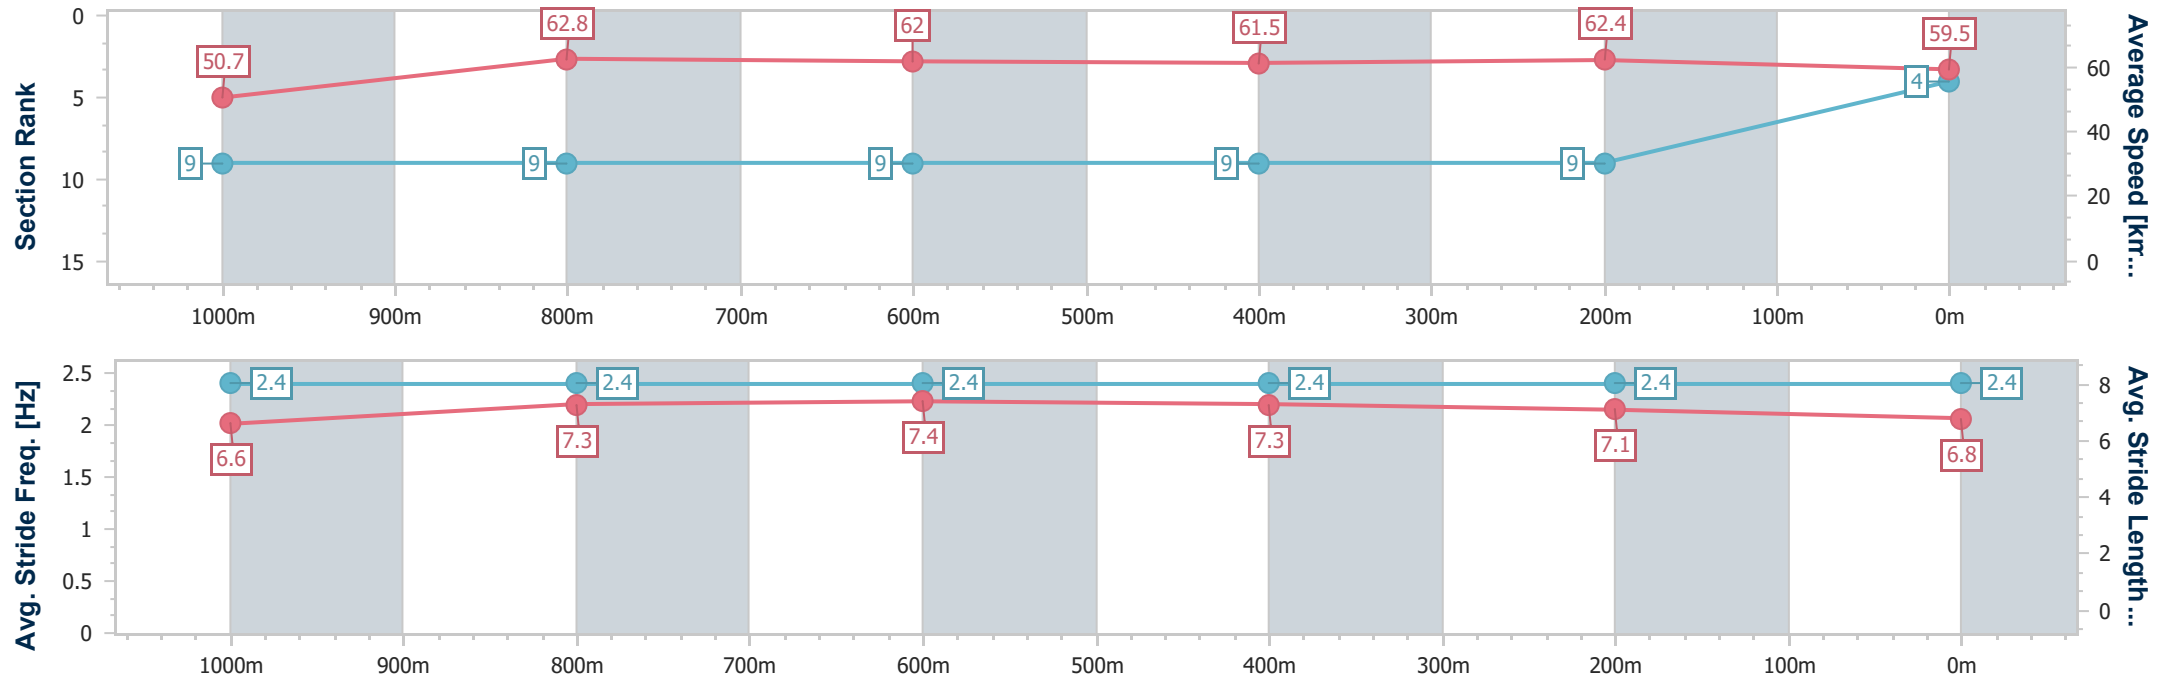 Section Rank
0
5
10
15
50.7
62.8
62
61.5
62.4
59.5
9
9
9
9
9
4
60
40
20
0
Average Speed [km...
1000m
900m
800m
700m
600m
500m
400m
300m
200m
100m
0m
Avg. Stride Freq. [Hz]
2.5
2
1.5
1
0.5
0
2.4
2.4
2.4
2.4
2.4
2.4
6.6
7.3
7.4
7.3
7.1
6.8
8
6
4
2
0
Avg. Stride Length...
1000m
900m
800m
700m
600m
500m
400m
300m
200m
100m
0m